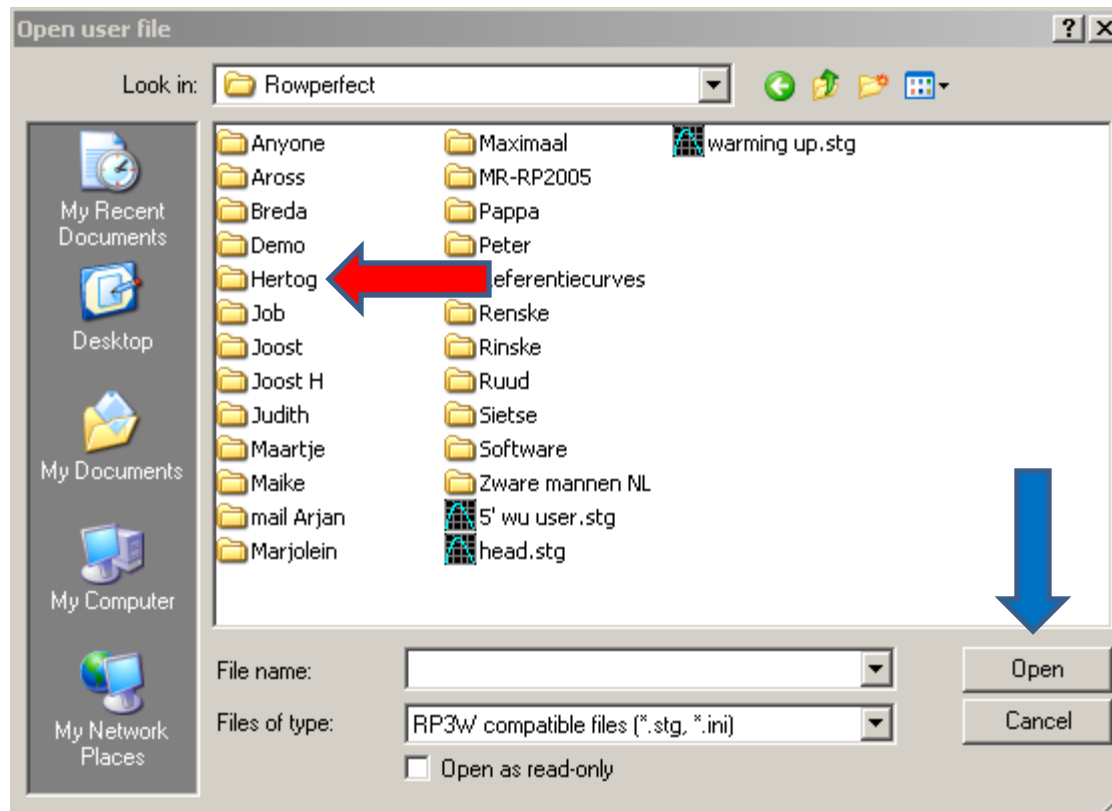 Open user file
Look in: Rowperfect
My Recent
Documents
Desktop
My Documents
My Computer
My Network
Places
Anyone
Aross
Breda
Demo
Hertog
Job
Joost
Joost H
Judith
Maartje
Maike
mail Arjan
Marjolein
Maximaal
MR-RP2005
Pappa
Peter
eferentiecurves
Renske
Rinske
Ruud
Sietse
Software
Zware mannen NL
5' wu user.stg
head.stg
warming up.stg
File name:
Open
Files of type: RP3W compatible files (*.stg, *.ini)
Cancel
Open as read-only